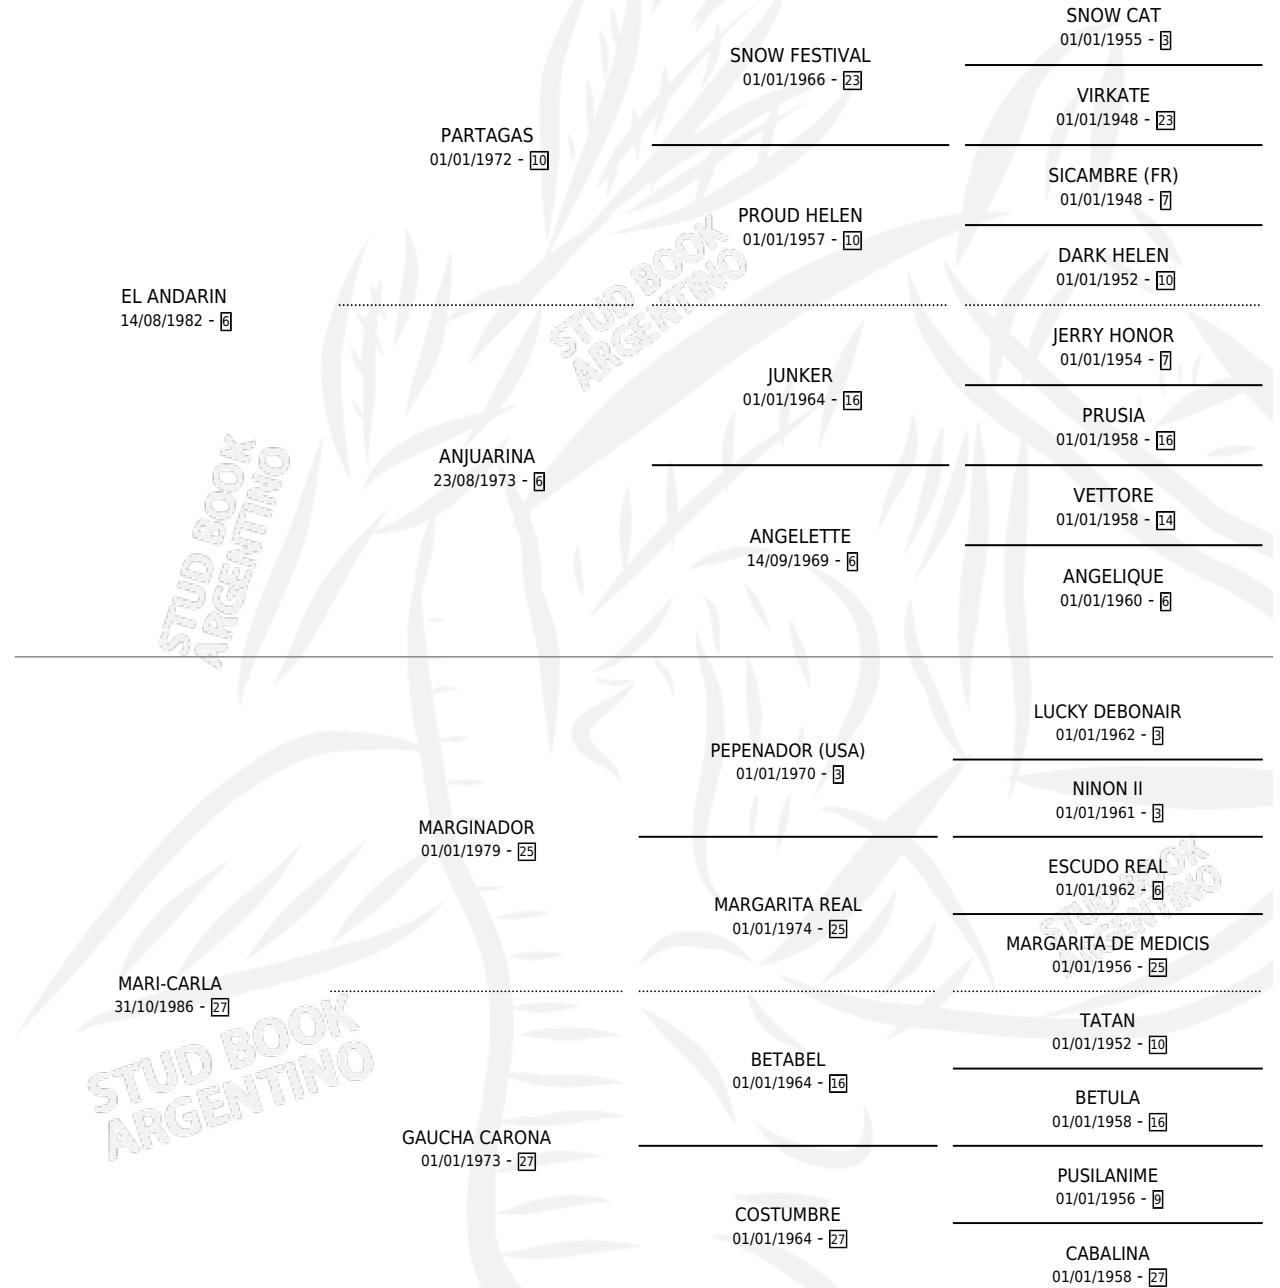 SNOW CAT
01/01/1955 - 3
SNOW FESTIVAL
01/01/1966 - 23
VIRKATE
01/01/1948 - 23
PARTAGAS
01/01/1972 - 10
SICAMBRE (FR)
01/01/1948 - 7
PROUD HELEN
01/01/1957 - 10
DARK HELEN
01/01/1952 - 10
EL ANDARIN
14/08/1982 - 6
JERRY HONOR
01/01/1954 - 7
JUNKER
01/01/1964 - 16
PRUSIA
01/01/1958 - 16
ANJUARINA
23/08/1973 - 6
VETTORE
01/01/1958 - 14
ANGELETTE
14/09/1969 - 6
ANGELIQUE
01/01/1960 - 6
LUCKY DEBONAIR
01/01/1962 - 3
PEPENADOR (USA)
01/01/1970 - 3
NINON II
01/01/1961 - 3
MARGINADOR
01/01/1979 - 25
ESCUDO REAL
01/01/1962 - 6
MARGARITA REAL
01/01/1974 - 25
MARGARITA DE MEDICIS
01/01/1956 - 25
MARI-CARLA
31/10/1986 - 27
TATAN
01/01/1952 - 10
BETABEL
01/01/1964 - 16
BETULA
01/01/1958 - 16
GAUCHA CARONA
01/01/1973 - 27
PUSILANIME
01/01/1956 - 9
COSTUMBRE
01/01/1964 - 27
CABALINA
01/01/1958 - 27
STUD BOOK
ARGENTINO
STUD BOOK
ARGENTINO
STUD BOOK
ARGENTINO
STUD BOOK
ARGENTINO